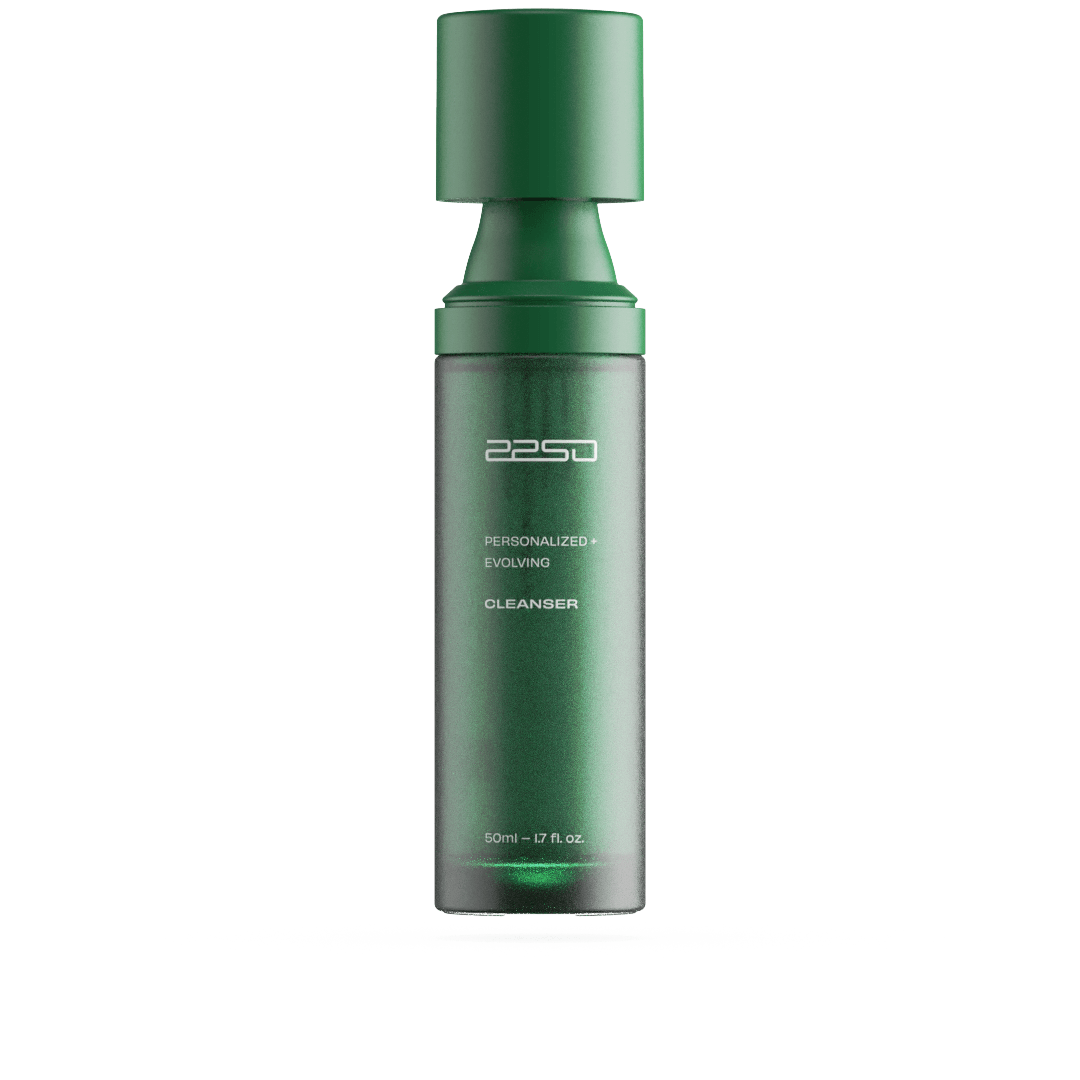 2250
PERSONALIZED +
EVOLVING
CLEANSER
50ml – 1.7 fl. oz.